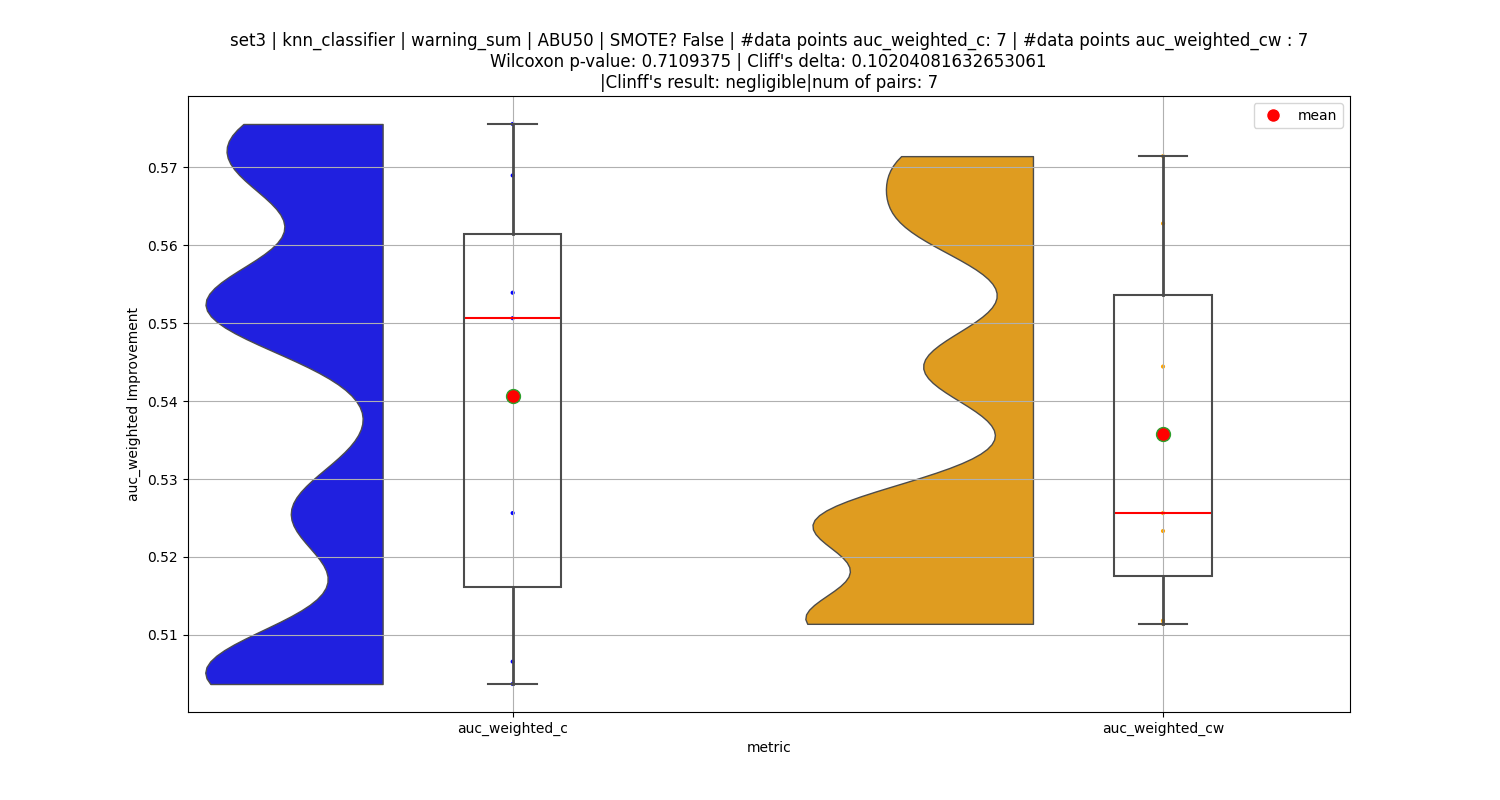 set3 | knn_classifier | warning_sum | ABU50 | SMOTE? False | #data points auc_weighted_c: 7 | #data points auc_weighted_cw : 7
Wilcoxon p-value: 0.7109375 | Cliff's delta: 0.10204081632653061
|Clinff's result: negligible|num of pairs: 7
mean
0.57
0.56
0.55
0.54
0.53
0.52
0.51
auc_weighted Improvement
auc_weighted_c
auc_weighted_cw
metric